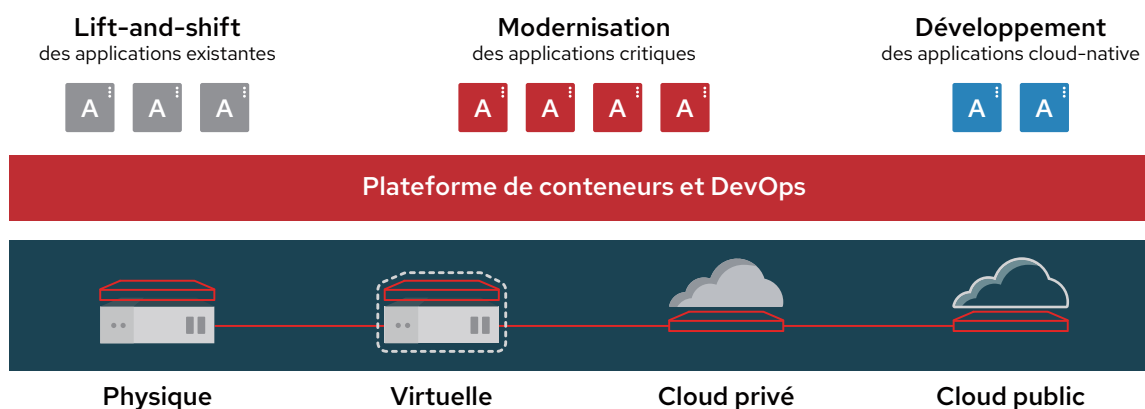 Lift-and-shift
des applications existantes
Modernisation
des applications critiques
Développement
des applications cloud-native
A A A
A A A A
A A
Plateforme de conteneurs et DevOps
Physique
Virtuelle
Cloud privé
Cloud public